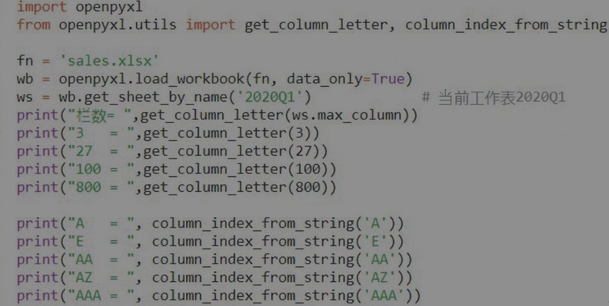 import openpyxl
from openpyxl.utils import get_column_letter, column_index_from_string
fn = 'sales.xlsx'
wb = openpyxl.load_workbook(fn, data_only=True)
ws = wb.get_sheet_by_name('2020Q1')          # 当前工作表2020Q1
print("栏数= ",get_column_letter(ws.max_column))
print("3   = ",get_column_letter(3))
print("27  = ",get_column_letter(27))
print("100 = ",get_column_letter(100))
print("800 = ",get_column_letter(800))
print("A   = ", column_index_from_string('A'))
print("E   = ", column_index_from_string('E'))
print("AA  = ", column_index_from_string('AA'))
print("AZ  = ", column_index_from_string('AZ'))
print("AAA = ", column_index_from_string('AAA'))